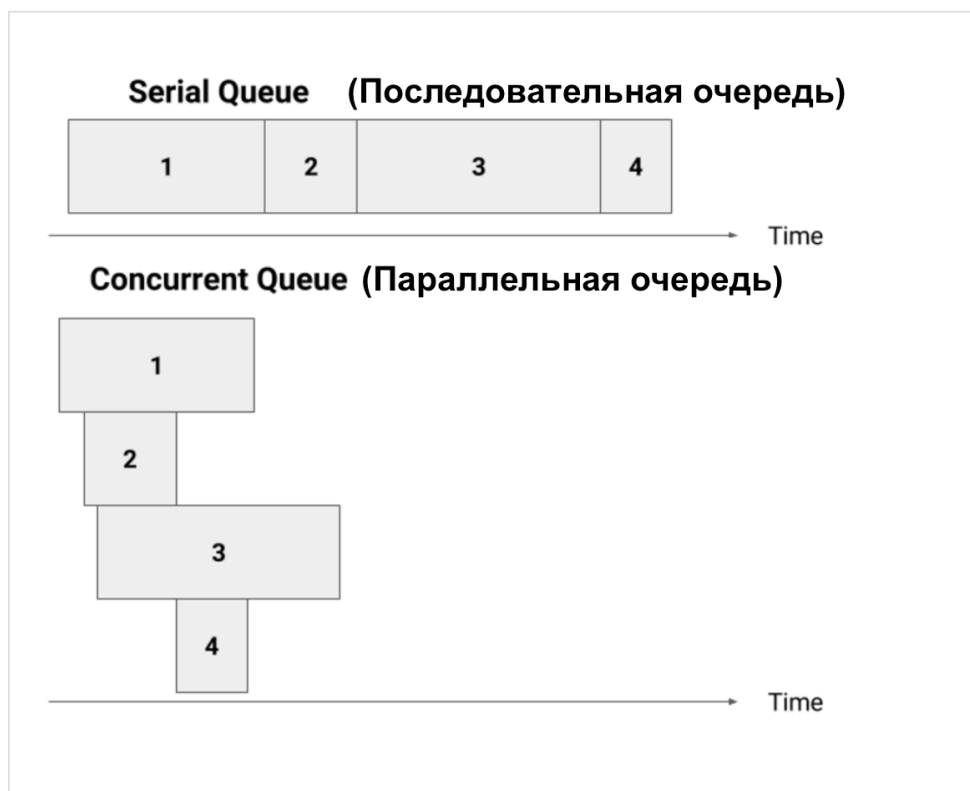 Serial Queue (Последовательная очередь)
1 2 3 4
Time
Concurrent Queue (Параллельная очередь)
1
2
3
4
Time